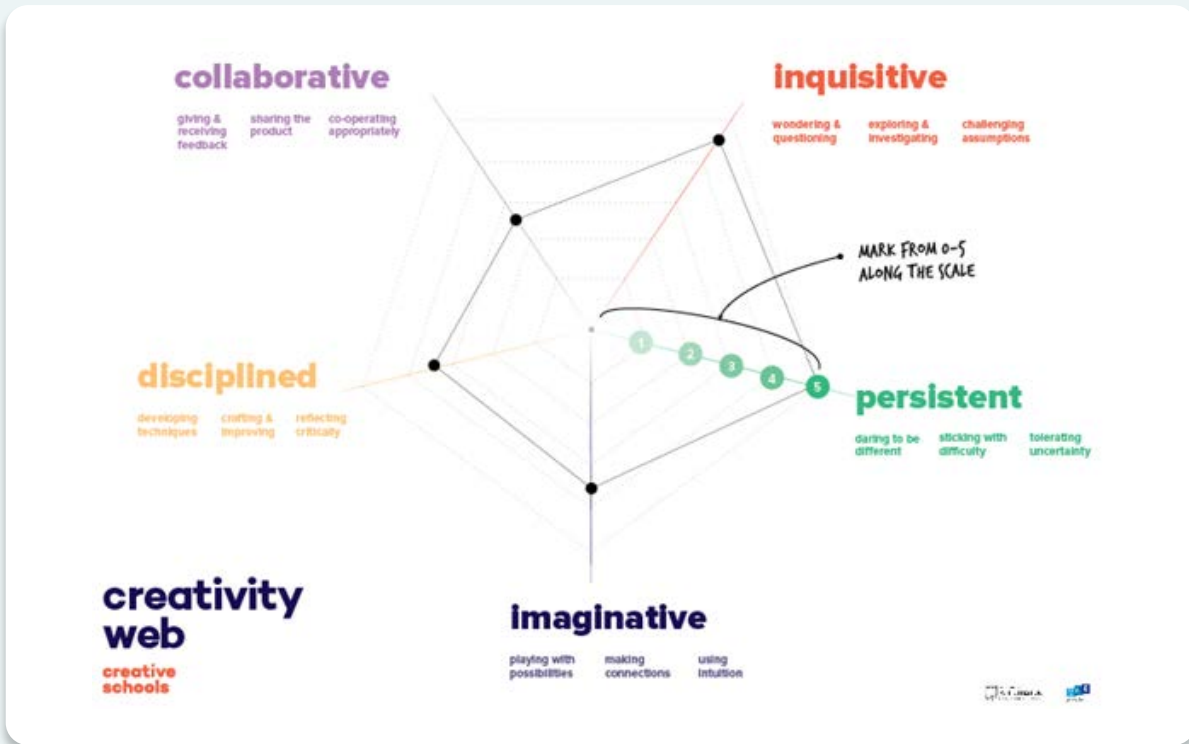 collaborative
giving &
receiving
feedback
sharing the
product
co-operating
appropriately
inquisitive
wondering &
questioning
exploring &
investigating
challenging
assumptions
MARK FROM 0-5
ALONG THE SCALE
1
2
3
4
5
disciplined
developing
techniques
crafting &
improving
reflecting
critically
persistent
daring to be
different
sticking with
difficulty
tolerating
uncertainty
imaginative
playing with
possibilities
making
connections
using
intuition
creativity
web
creative
schools